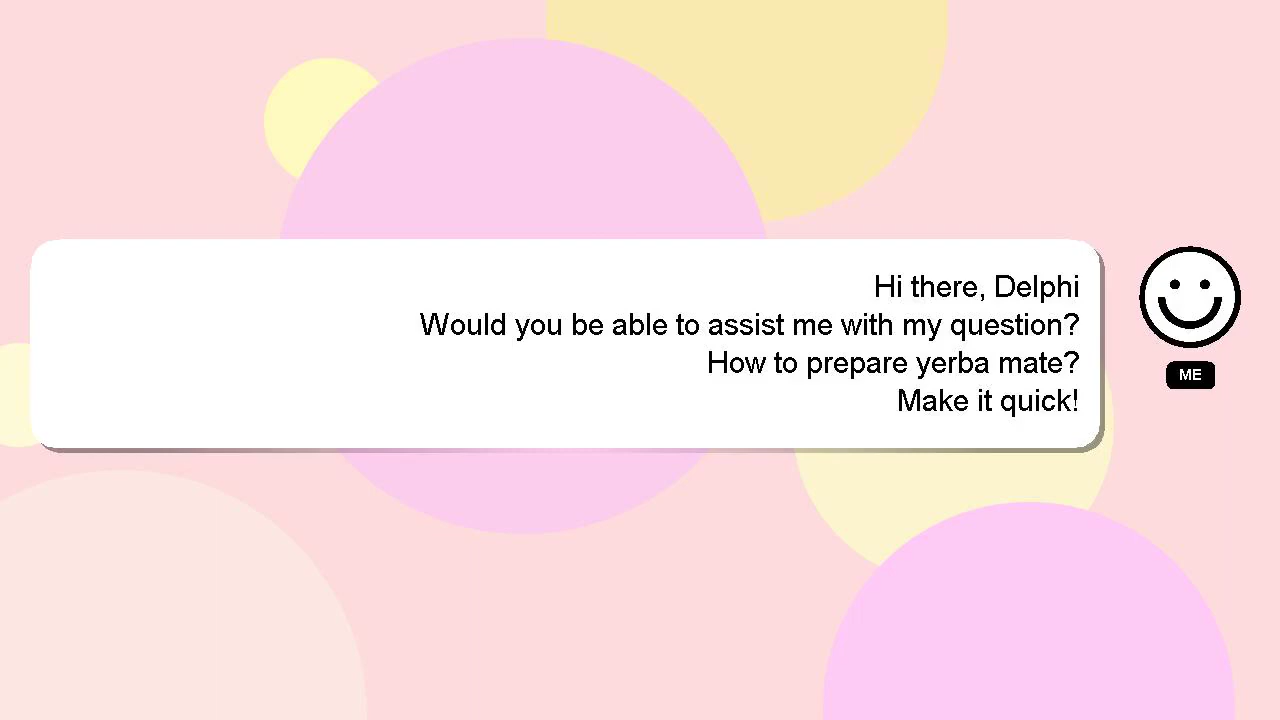 Hi there, Delphi
Would you be able to assist me with my question?
How to prepare yerba mate?
Make it quick!
ME